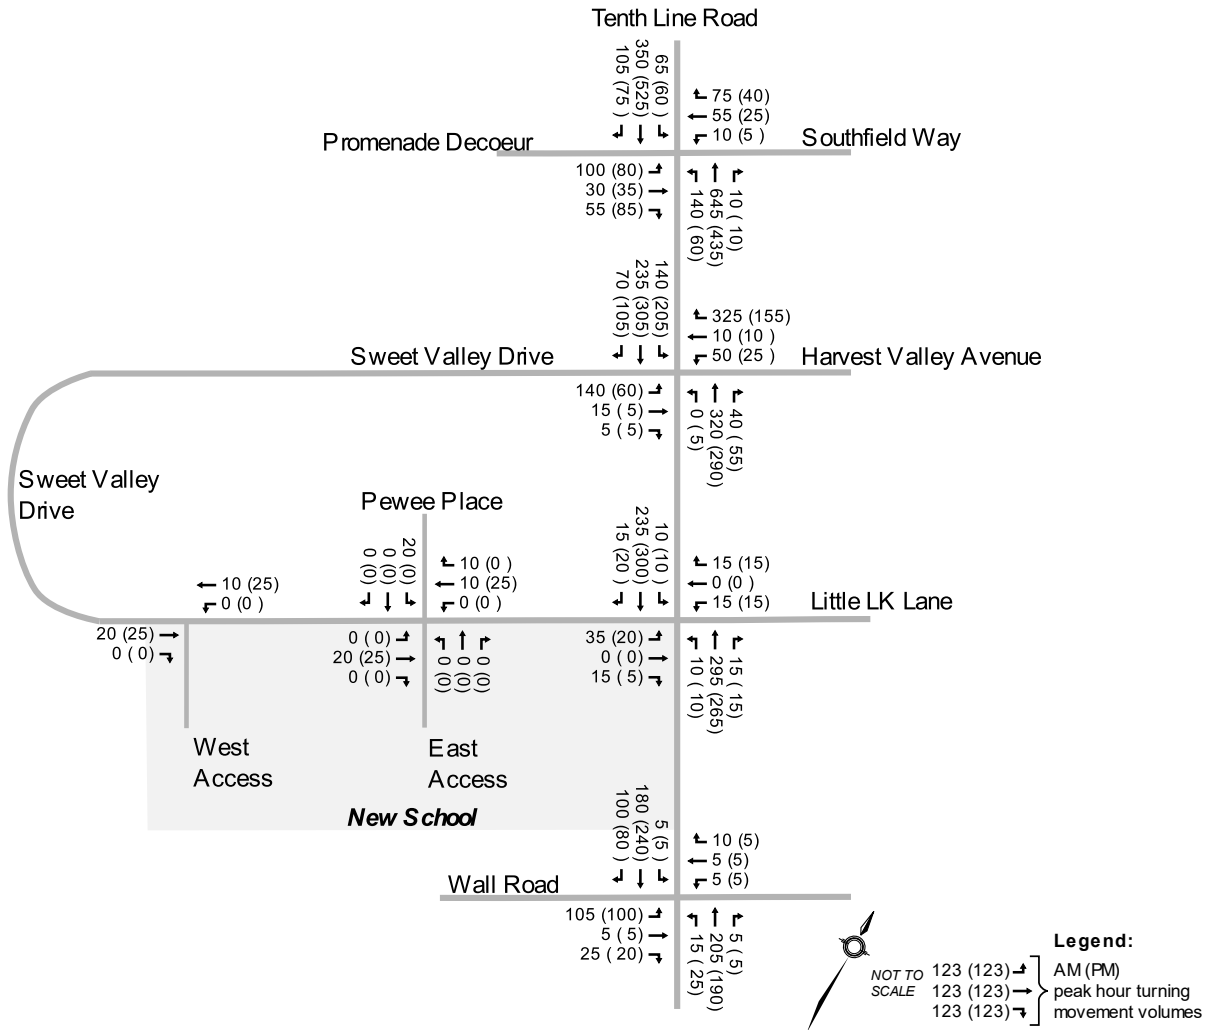 Tenth Line Road
105 (75 )
350 (525)
65 (60 )
75 (40)
55 (25)
10 (5 )
Promenade Decoeur
Southfield Way
100 (80)
30 (35)
55 (85)
140 ( 60)
645 (435)
10 ( 10)
70 (105)
235 (305)
140 (205)
325 (155)
10 (10 )
50 (25 )
Sweet Valley Drive
Harvest Valley Avenue
140 (60)
15 ( 5)
5 ( 5)
0 ( 5)
320 (290)
40 ( 55)
Sweet Valley
Drive
Pewee Place
0 (0)
0 (0)
20 (0)
10 (0 )
10 (25)
0 (0)
10 (25)
0 (0 )
15 (20 )
235 (300)
10 (10 )
15 (15)
0 (0 )
15 (15)
Little LK Lane
20 (25)
0 ( 0)
0 ( 0)
20 (25)
0 ( 0)
0 (0)
0 (0)
0 (0)
35 (20)
0 ( 0)
15 ( 5)
10 ( 10)
295 (265)
15 ( 15)
West
Access
East
Access
New School
100 (80 )
180 (240)
5 (5 )
10 (5)
5 (5)
5 (5)
Wall Road
105 (100)
5 ( 5)
25 ( 20)
15 ( 25)
205 (190)
5 ( 5)
Legend:
NOT TO
SCALE
123 (123)
123 (123)
123 (123)
AM (PM)
peak hour turning
movement volumes